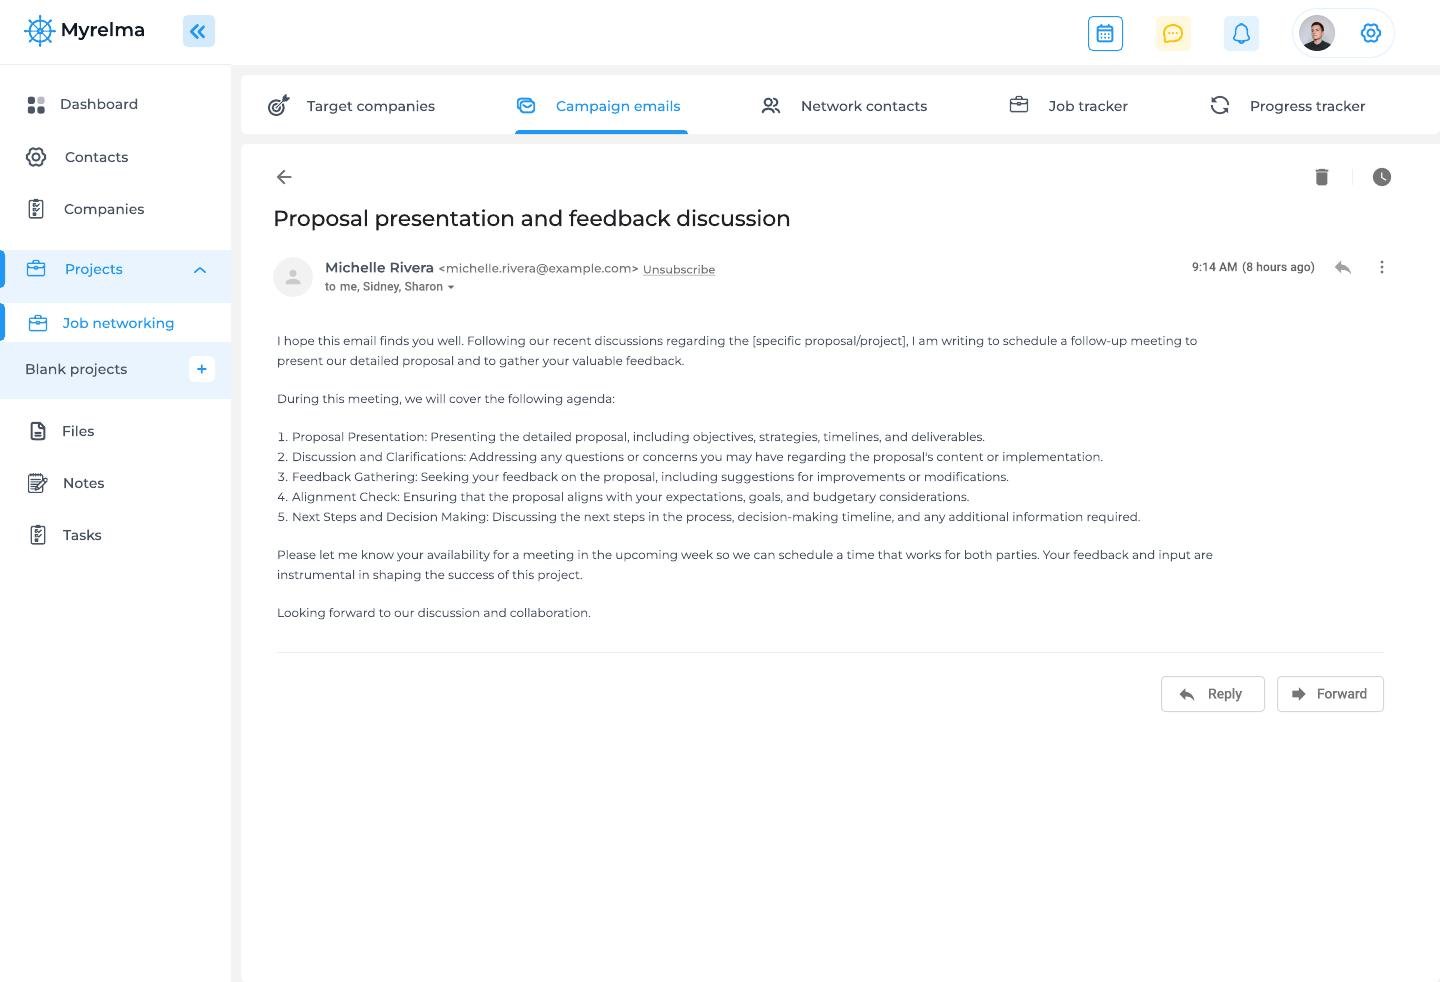 Myrelma
Dashboard
Contacts
Companies
Projects
Job networking
Blank projects
+
Files
Notes
Tasks
Target companies
Campaign emails
Network contacts
Job tracker
Progress tracker
Proposal presentation and feedback discussion
Michelle Rivera <michelle.rivera@example.com> Unsubscribe
9:14 AM (8 hours ago)
to me, Sidney, Sharon
I hope this email finds you well. Following our recent discussions regarding the [specific proposal/project], I am writing to schedule a follow-up meeting to
present our detailed proposal and to gather your valuable feedback.
During this meeting, we will cover the following agenda:
1. Proposal Presentation: Presenting the detailed proposal, including objectives, strategies, timelines, and deliverables.
2. Discussion and Clarifications: Addressing any questions or concerns you may have regarding the proposal's content or implementation.
3. Feedback Gathering: Seeking your feedback on the proposal, including suggestions for improvements or modifications.
4. Alignment Check: Ensuring that the proposal aligns with your expectations, goals, and budgetary considerations.
5. Next Steps and Decision Making: Discussing the next steps in the process, decision-making timeline, and any additional information required.
Please let me know your availability for a meeting in the upcoming week so we can schedule a time that works for both parties. Your feedback and input are
instrumental in shaping the success of this project.
Looking forward to our discussion and collaboration.
Reply
Forward